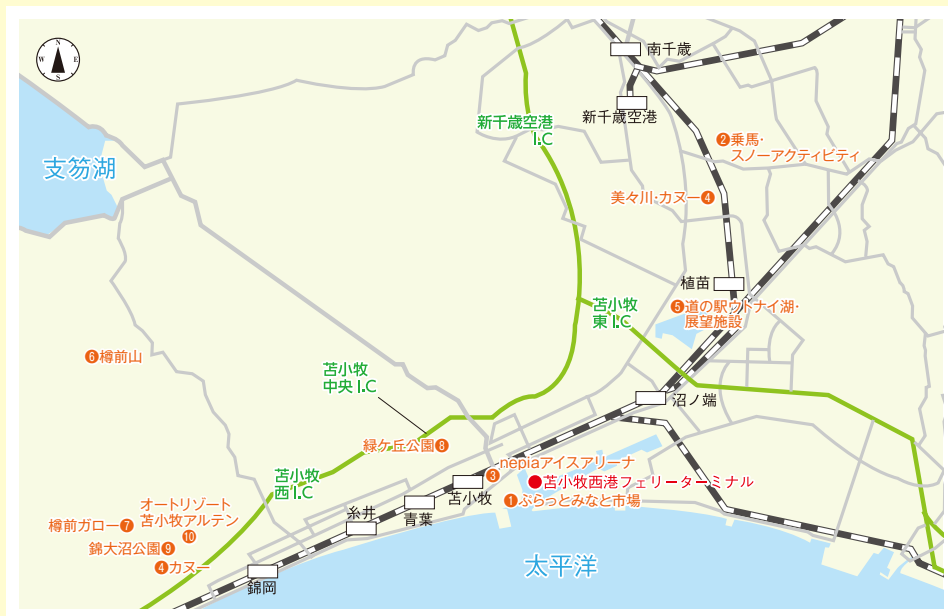 N
W E
S
南千歳
新千歳空港
新千歳空港
I.C
支笏湖
❷乗馬・
スノーアクティビティ
美々川・カヌー❹
植苗
❺道の駅ウトナイ湖・
展望施設
苫小牧
東I.C
❻樽前山
苫小牧
中央I.C
沼ノ端
緑ケ丘公園❽
nepiaアイスアリーナ
❸
苫小牧西港フェリーターミナル
❶ぷらっとみなと市場
苫小牧
青葉
糸井
苫小牧
西I.C
オートリゾート
苫小牧アルテン
❿
樽前ガロー❼
錦大沼公園❾
❹カヌー
錦岡
太平洋